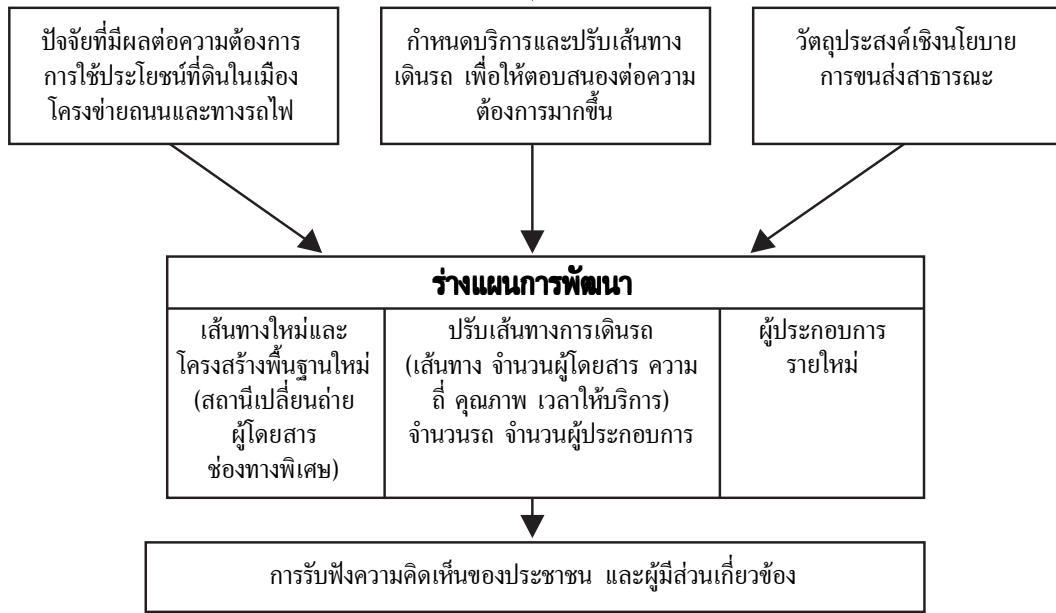 ปัจจัยที่มีผลต่อความต้องการ
การใช้ประโยชน์ที่ดินในเมือง
โครงข่ายถนนและทางรถไฟ
กำหนดบริการและปรับเส้นทาง
เดินรถ เพื่อให้ตอบสนองต่อความ
ต้องการมากขึ้น
วัตถุประสงค์เชิงนโยบาย
การขนส่งสาธารณะ
ร่างแผนการพัฒนา
เส้นทางใหม่และ
โครงสร้างพื้นฐานใหม่
(สถานีเปลี่ยนถ่าย
ผู้โดยสาร
ช่องทางพิเศษ)
ปรับเส้นทางการเดินรถ
(เส้นทาง จำนวนผู้โดยสาร ความ
ถี่ คุณภาพ เวลาให้บริการ)
จำนวนรถ จำนวนผู้ประกอบการ
ผู้ประกอบการ
รายใหม่
การรับฟังความคิดเห็นของประชาชน และผู้มีส่วนเกี่ยวข้อง